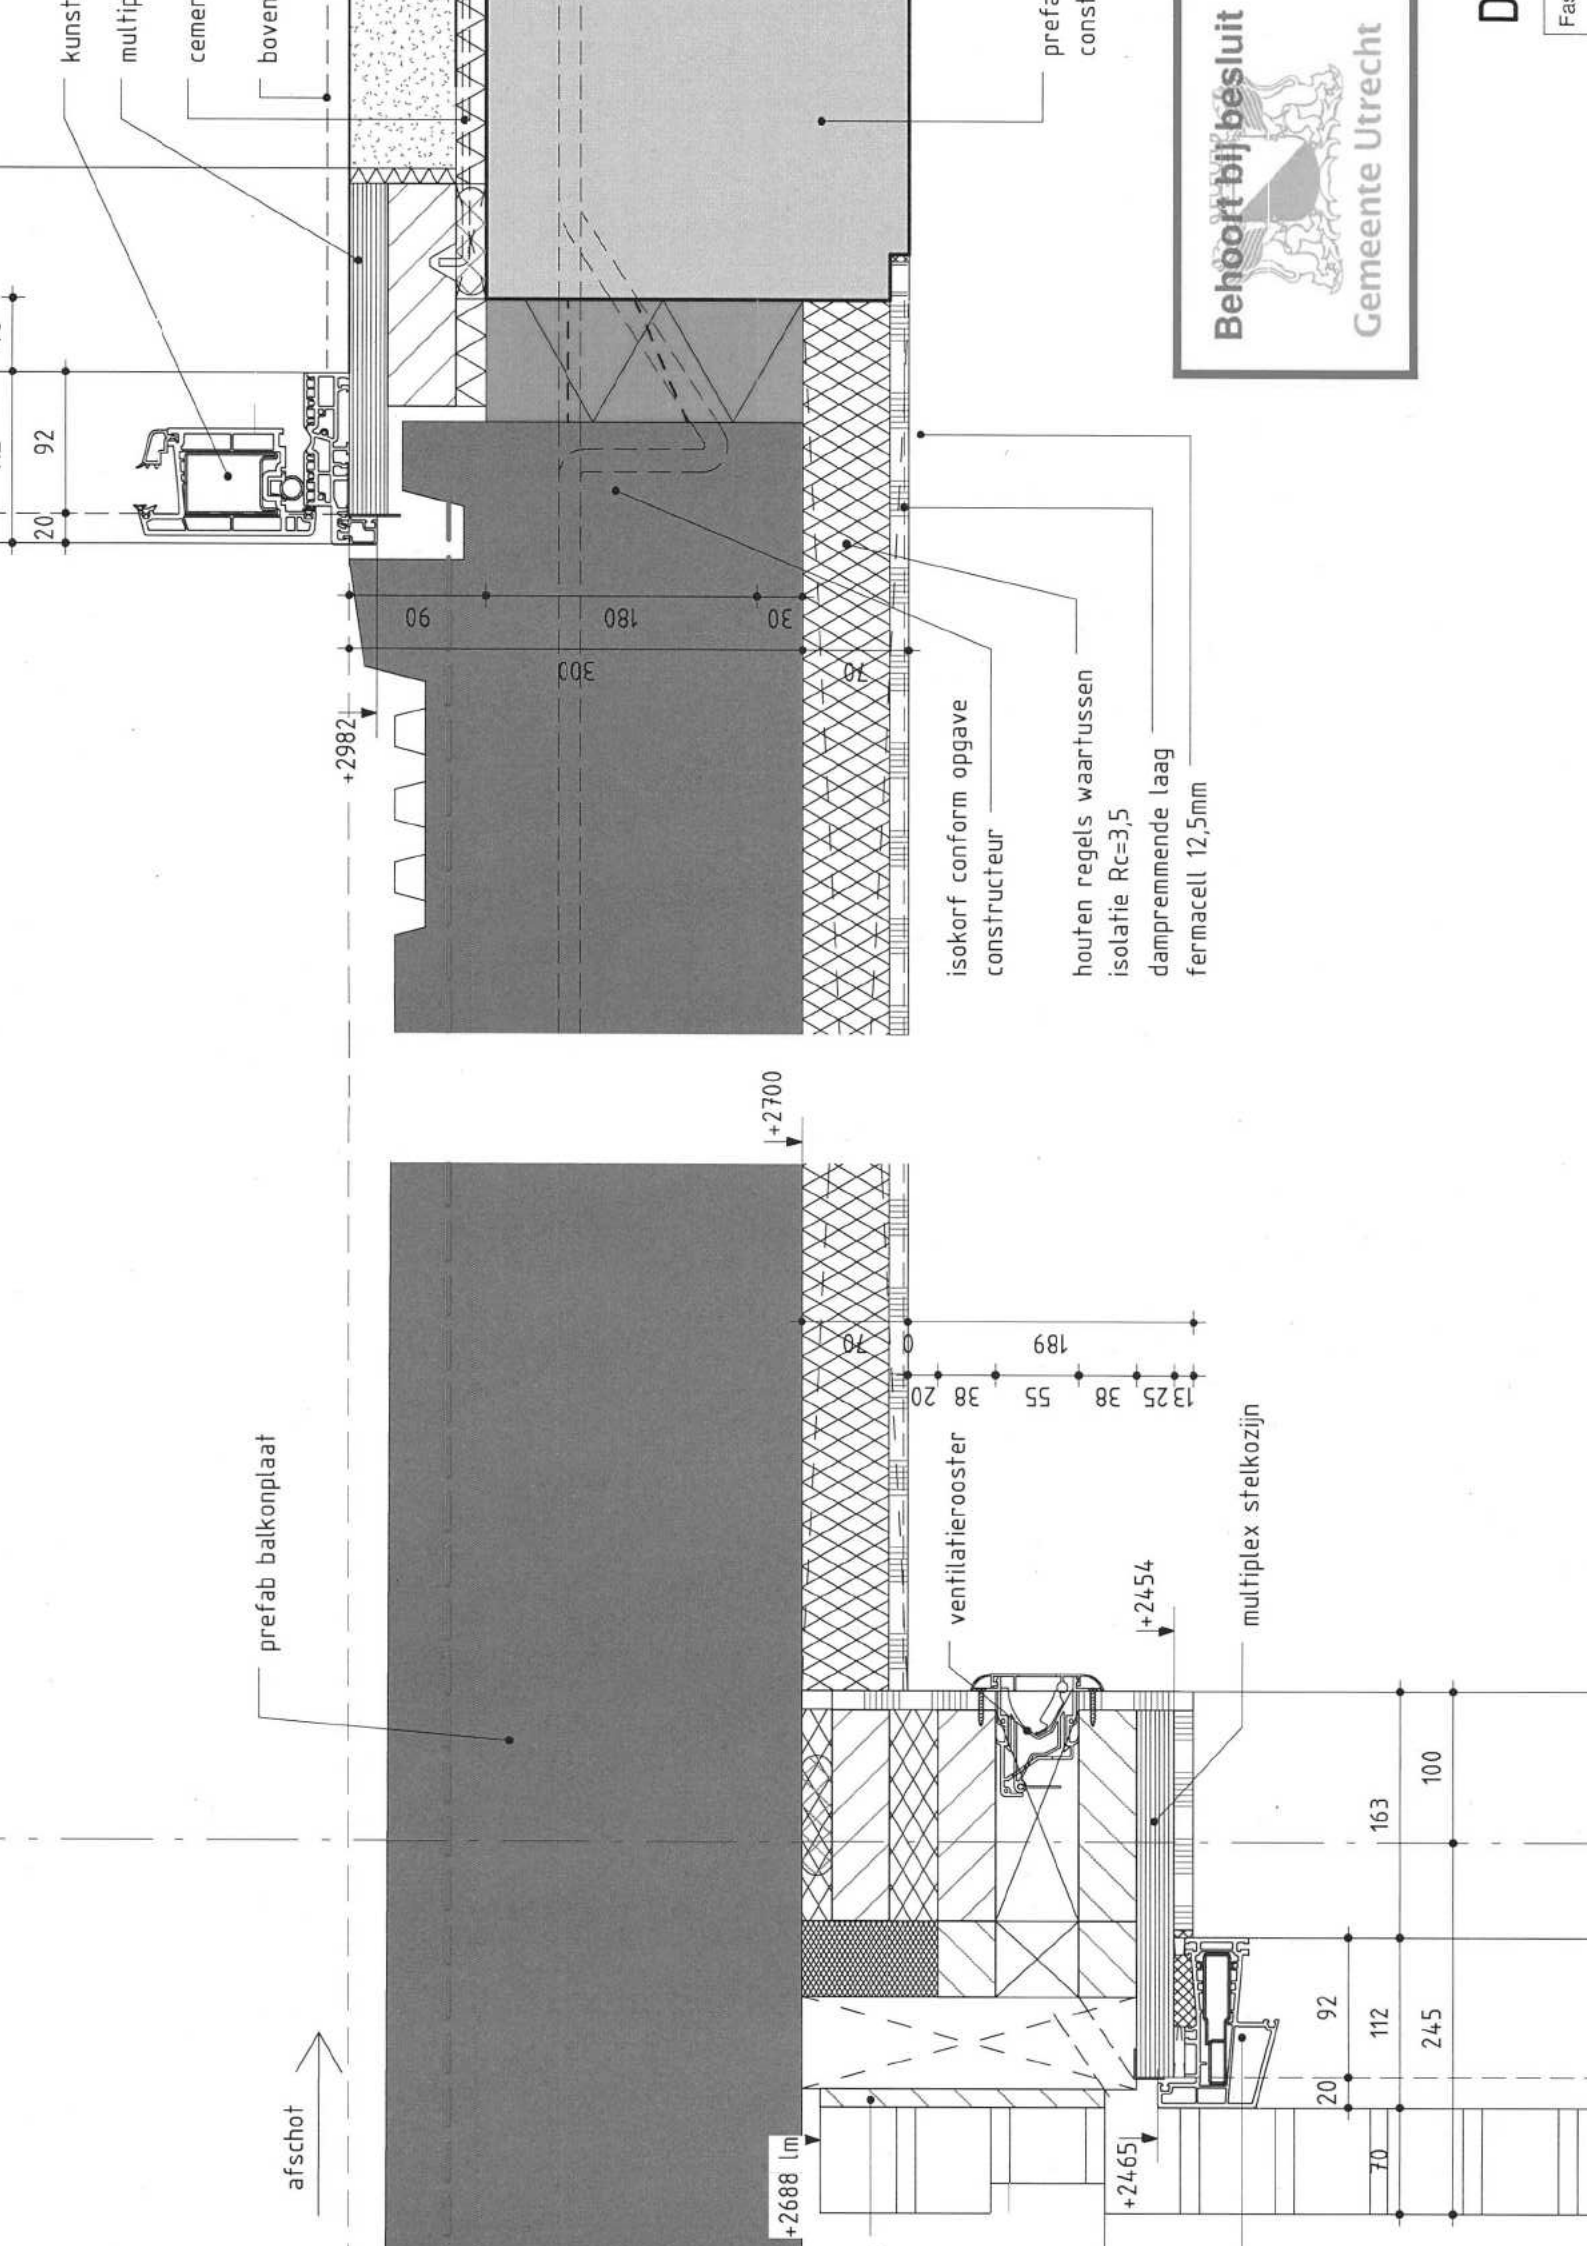 kunst
multip
cemen
boven
92
20
+2982
90
180
30
300
70
prefa
const
Behoort bij besluit
Gemeente Utrecht
D
Fas
isokorf conform opgave
constructeur
houten regels waartussen
isolatie Rc=3,5
dampremmende laag
fermacell 12,5mm
+2700
prefab balkonplaat
afschot
70
0
189
20
38
55
38
25
13
ventilatierooster
+2454
multiplex stelkozijn
+2688 lm
+2465
163
100
92
112
245
20
70